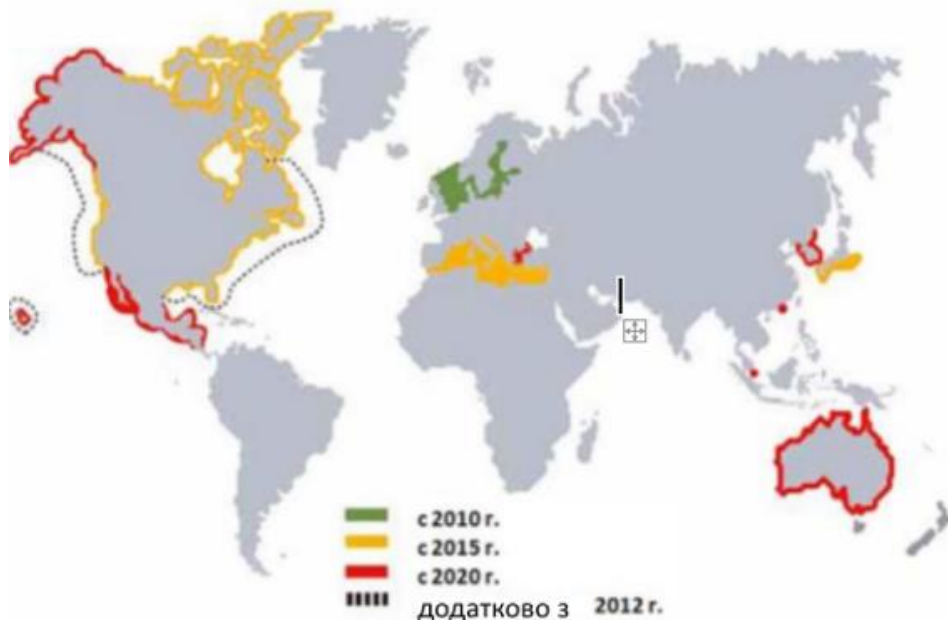 с 2010 г.
с 2015 г.
с 2020 г.
додатково з 2012 г.